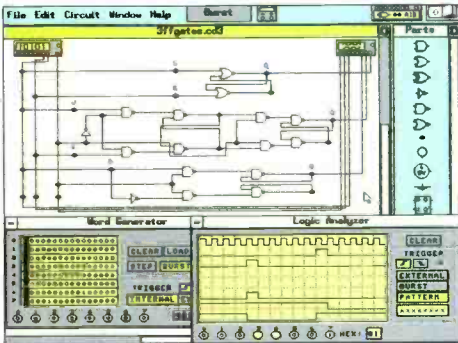 File Edit Circuit Window Help
Burst
3ffgates.cd3
Parts
Word Generator
Logic Analyzer
CLEAR LOAD
STEP BURST
TRIGGER
INTERNAL
CLEAR
TRIGGER
EXTERNAL
BURST
PATTERN
HEX: